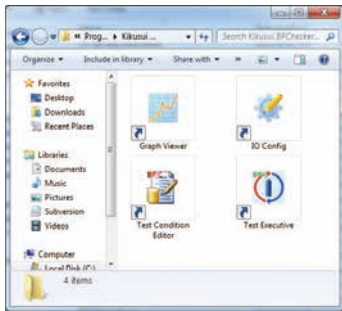 « Prog... ▸ Kikusui ... ▸
Search Kikusui BPChecker...
Organize ▾ Include in library ▾ Share with ▾ »
Favorites
Desktop
Downloads
Recent Places
Libraries
Documents
Music
Pictures
Subversion
Videos
Computer
Local Disk (C:)
Graph Viewer
IO Config
Test Condition
Editor
Test Executive
4 items